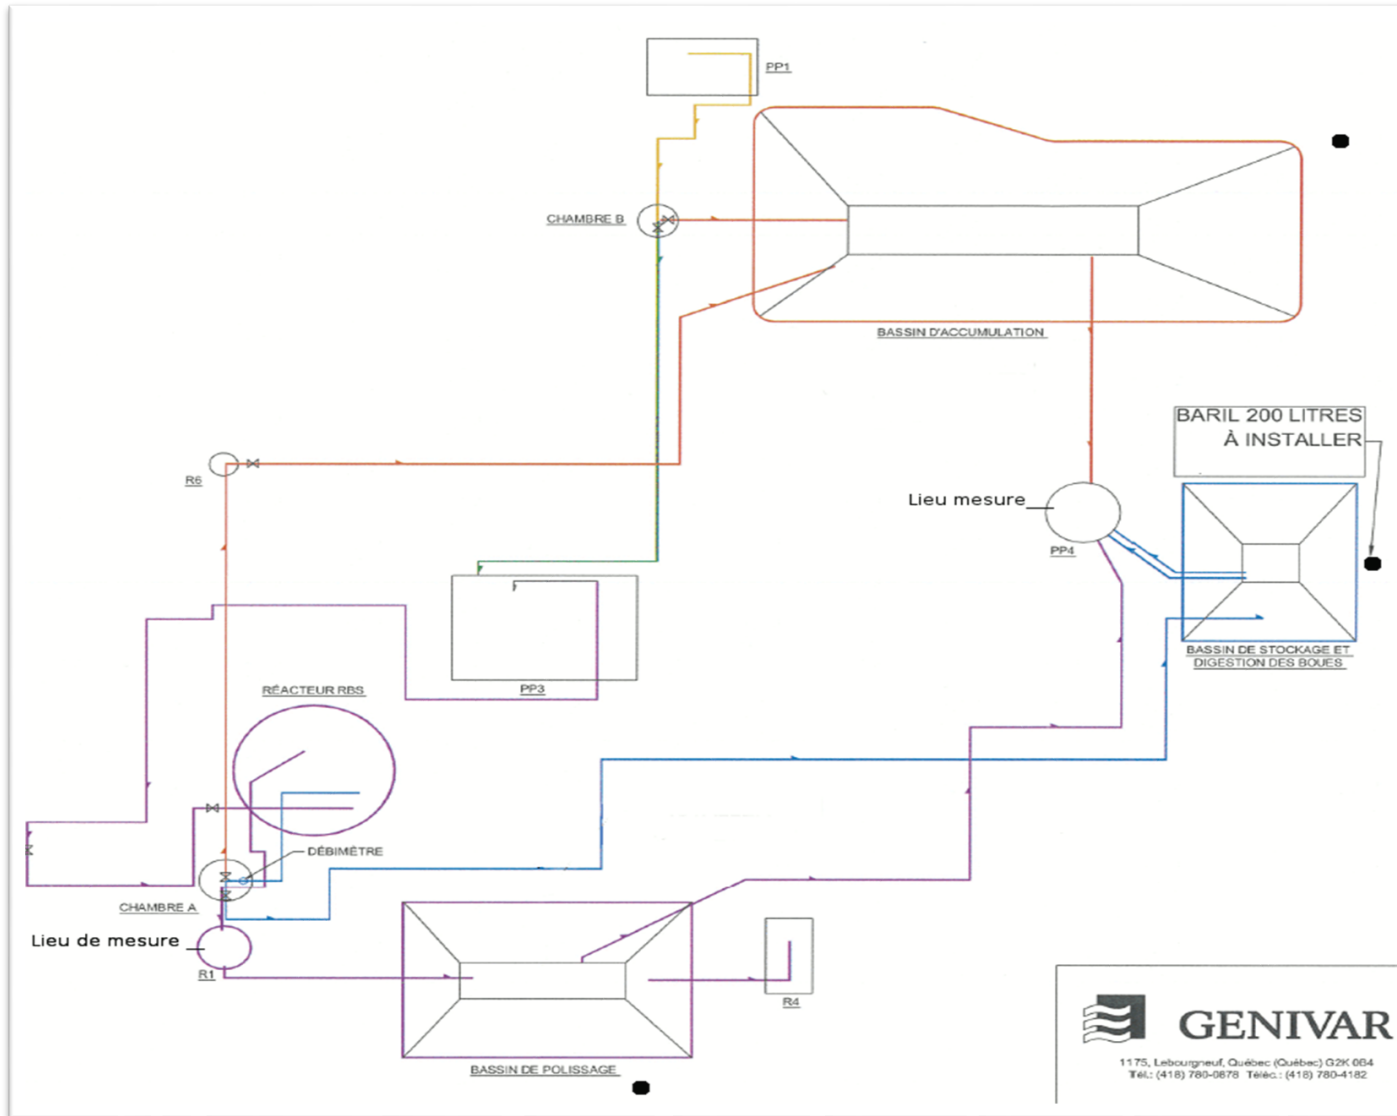 PP1
CHAMBRE B
BASSIN D'ACCUMULATION
BARIL 200 LITRES
À INSTALLER
R6
Lieu mesure
PP4
BASSIN DE STOCKAGE ET
DIGESTION DES BOUES
PP3
RÉACTEUR RBS
DÉBIMÈTRE
CHAMBRE A
Lieu de mesure
R1
R4
BASSIN DE POLISSAGE
GENIVAR
1175, Lebourgneuf, Québec (Québec) G2K 0B4
Tél.: (418) 780-0878 Téléc.: (418) 780-4182